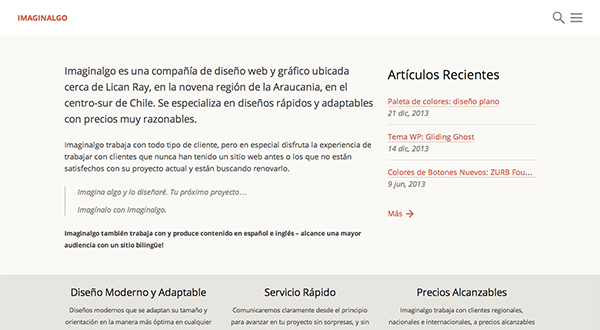 IMAGINALGO
Imaginalgo es una compañía de diseño web y gráfico ubicada
cerca de Lican Ray, en la novena región de la Araucania, en el
centro-sur de Chile. Se especializa en diseños rápidos y adaptables
con precios muy razonables.
Imaginalgo trabaja con todo tipo de cliente, pero en especial disfruta la experiencia de
trabajar con clientes que nunca han tenido un sitio web antes o los que no están
satisfechos con su proyecto actual y están buscando renovarlo.
Imagina algo y lo diseñaré. Tu próximo proyecto…
Imagínalo con Imaginalgo.
Imaginalgo también trabaja con y produce contenido en español e inglés – alcance una mayor
audiencia con un sitio bilingüe!
Artículos Recientes
Paleta de colores: diseño plano
21 dic, 2013
Tema WP: Gliding Ghost
14 dic, 2013
Colores de Botones Nuevos: ZURB Fou…
9 jun, 2013
Más →
Diseño Moderno y Adaptable
Diseños modernos que se adaptan su tamaño y
orientación en la manera más óptima en cualquier
Servicio Rápido
Comunicaremos claramente desde el principio
para avanzar en tu proyecto sin sorpresas, y sin
Precios Alcanzables
Imaginalgo trabaja con clientes regionales,
nacionales e internacionales, a precios alcanzables